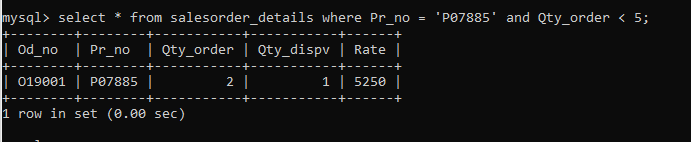 mysql> select * from salesorder_details where Pr_no = 'P07885' and Qty_order < 5;
+---------+--------+-----------+-----------+------+
| Od_no   | Pr_no  | Qty_order | Qty_dispv | Rate |
+---------+--------+-----------+-----------+------+
| O19001 | P07885 |         2 |         1 | 5250 |
+---------+--------+-----------+-----------+------+
1 row in set (0.00 sec)